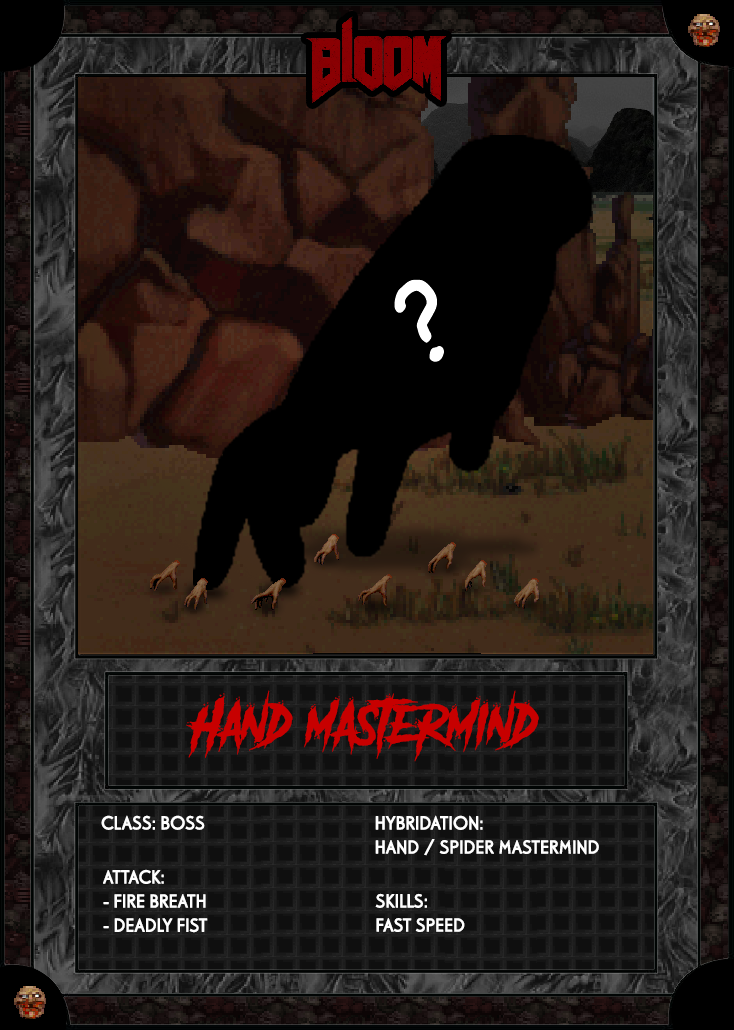 BLOOM
?
HAND MASTERMIND
CLASS: BOSS
ATTACK:
- FIRE BREATH
- DEADLY FIST
HYBRIDATION:
HAND / SPIDER MASTERMIND
SKILLS:
FAST SPEED